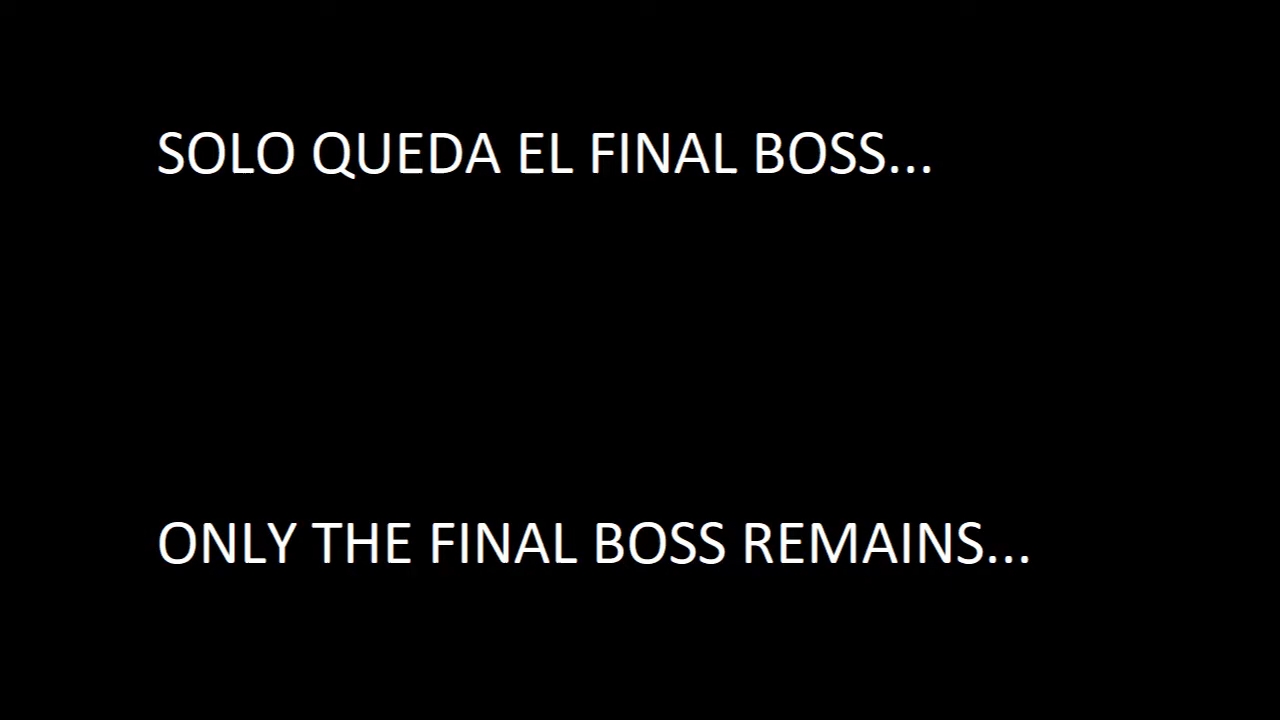 SOLO QUEDA EL FINAL BOSS...
ONLY THE FINAL BOSS REMAINS...